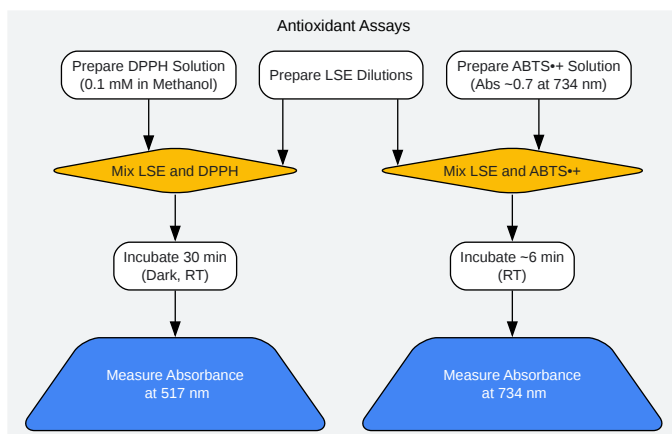 Antioxidant Assays
Prepare DPPH Solution
(0.1 mM in Methanol)
Prepare LSE Dilutions
Prepare ABTS•+ Solution
(Abs ~0.7 at 734 nm)
Mix LSE and DPPH
Mix LSE and ABTS•+
Incubate 30 min
(Dark, RT)
Incubate ~6 min
(RT)
Measure Absorbance
at 517 nm
Measure Absorbance
at 734 nm